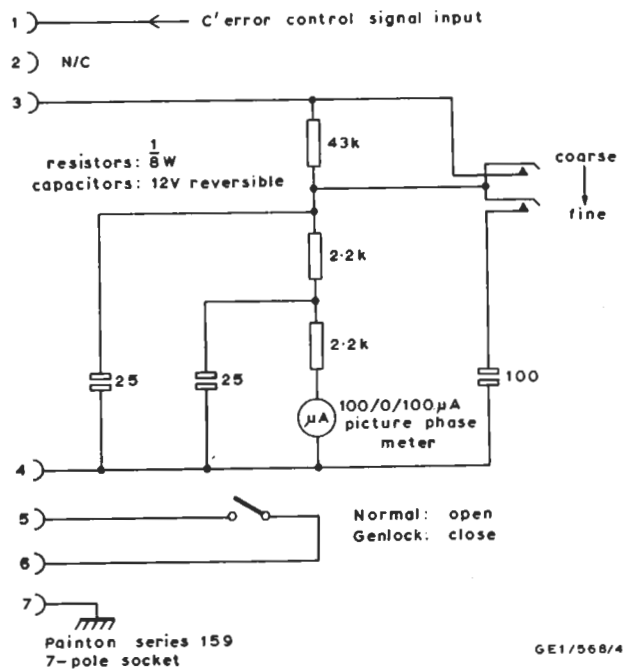 1 C' error control signal input
2 N/C
3
43k
resistors: 1/8 W
capacitors: 12V reversible
coarse
fine
2·2k
2·2k
25
25
100
100/0/100µA
µA
picture phase
meter
4
5
Normal: open
Genlock: close
6
7
Painton series 159
7-pole socket
GE1/568/4